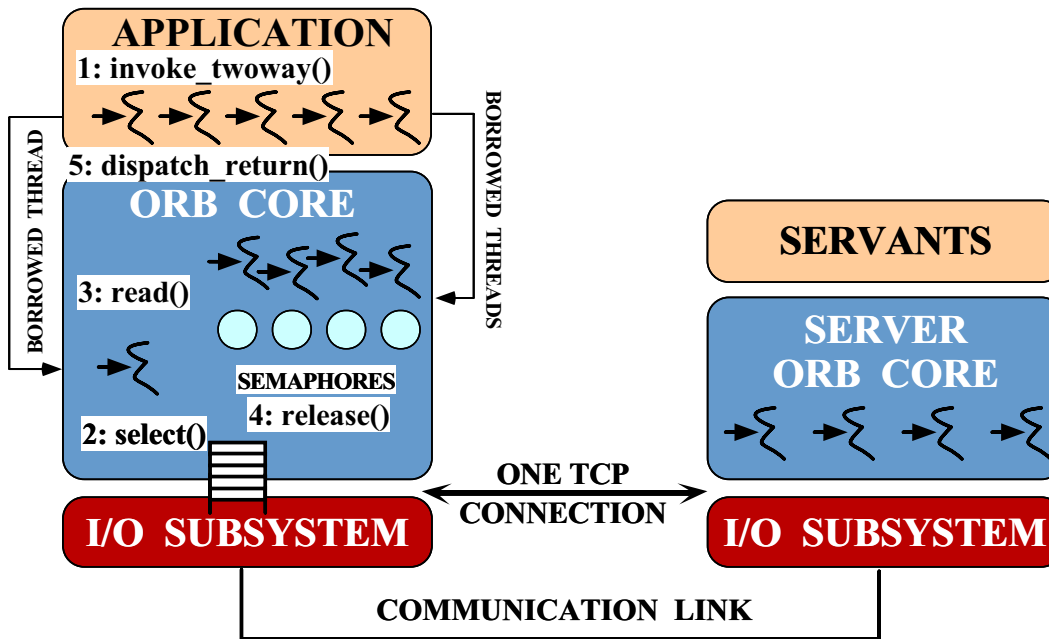 APPLICATION
1: invoke_twoway()
5: dispatch_return()
BORROWED THREAD
BORROWED THREADS
ORB CORE
3: read()
SEMAPHORES
4: release()
2: select()
I/O SUBSYSTEM
ONE TCP
CONNECTION
SERVANTS
SERVER
ORB CORE
I/O SUBSYSTEM
COMMUNICATION LINK